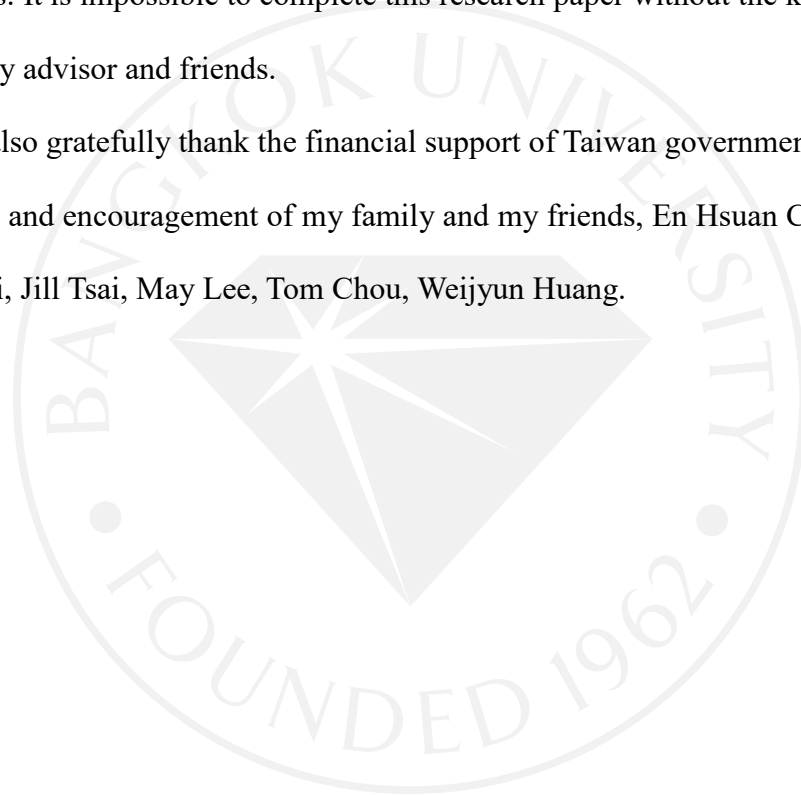 s. It is impossible to complete this research paper without the k
y advisor and friends.
also gratefully thank the financial support of Taiwan governmen
and encouragement of my family and my friends, En Hsuan C
i, Jill Tsai, May Lee, Tom Chou, Weijyun Huang.
BANGKOK UNIVERSITY
FOUNDED 1962